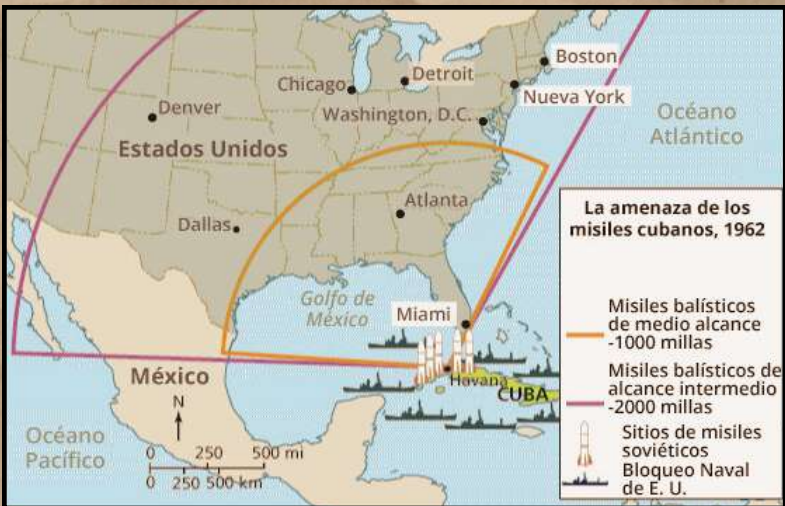 Boston
Detroit
Chicago
Nueva York
Denver
Washington, D.C.
Océano
Atlántico
Estados Unidos
Atlanta
Dallas
La amenaza de los
misiles cubanos, 1962
Golfo de
México
Miami
Misiles balísticos
de medio alcance
-1000 millas
Misiles balísticos de
alcance intermedio
-2000 millas
México
Havana
CUBA
N
Océano
Pacífico
0 250 500 mi
0 250 500 km
Sitios de misiles
soviéticos
Bloqueo Naval
de E. U.